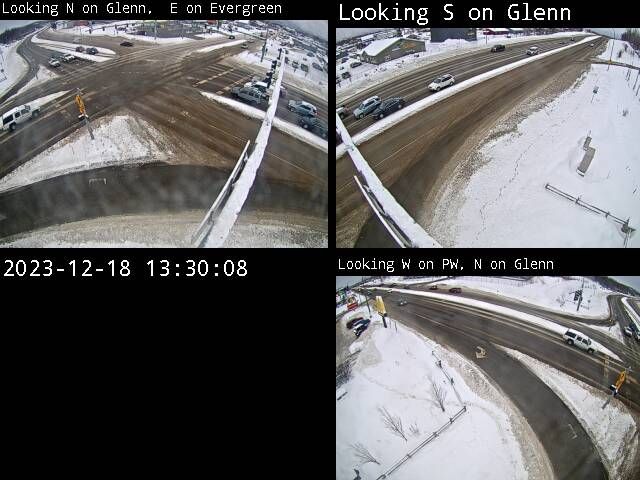 Looking N on Glenn, E on Evergreen
Looking S on Glenn
2023-12-18 13:30:08
Looking W on PW, N on Glenn